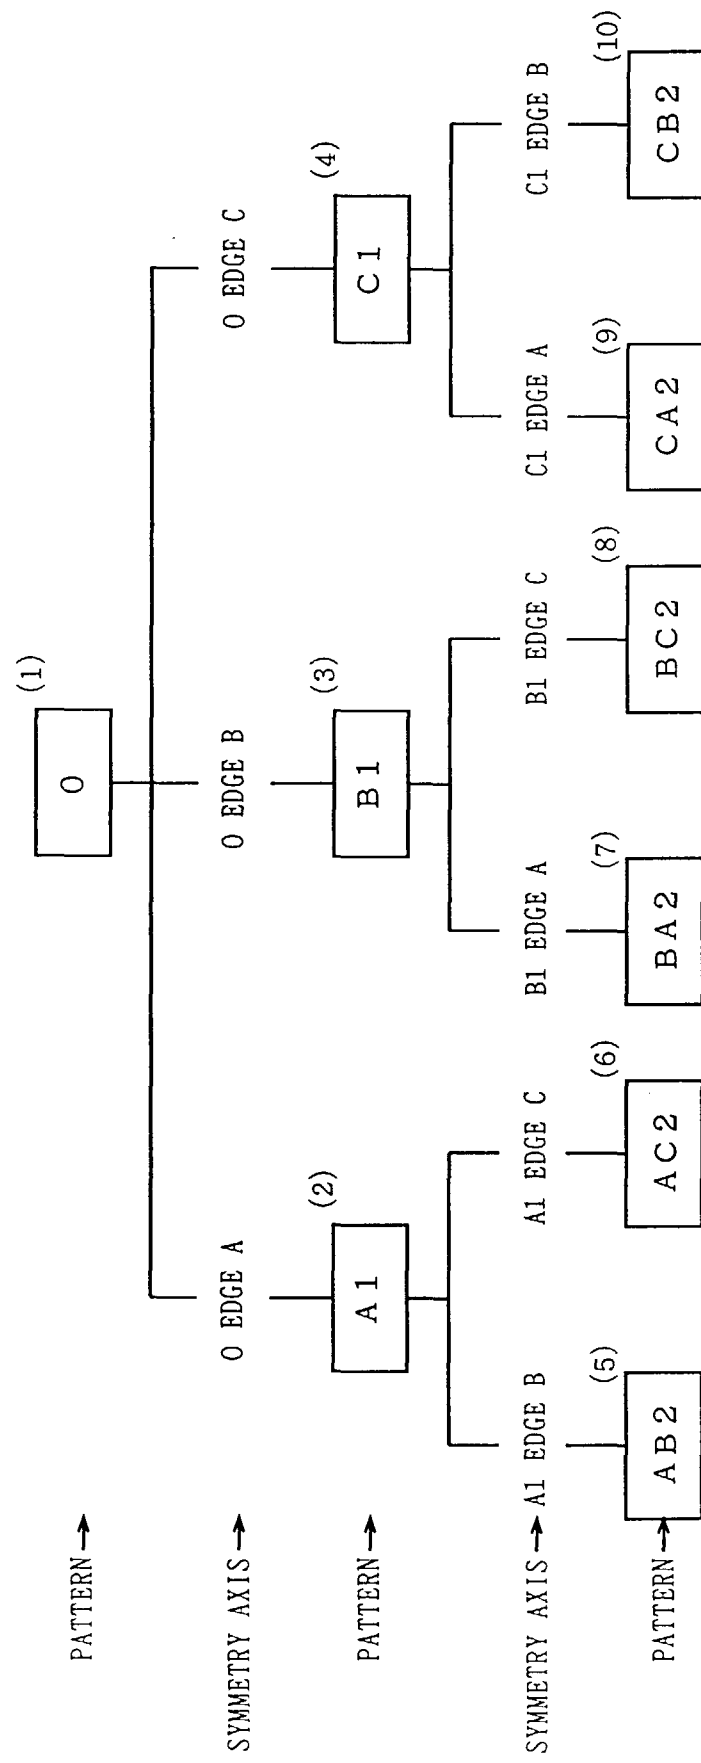 (1)
PATTERN → O
SYMMETRY AXIS → O EDGE A O EDGE B O EDGE C
(2) (3) (4)
PATTERN → A1 B1 C1
SYMMETRY AXIS → A1 EDGE B A1 EDGE C B1 EDGE A B1 EDGE C C1 EDGE A C1 EDGE B
(5) (6) (7) (8) (9) (10)
PATTERN → AB2 AC2 BA2 BC2 CA2 CB2